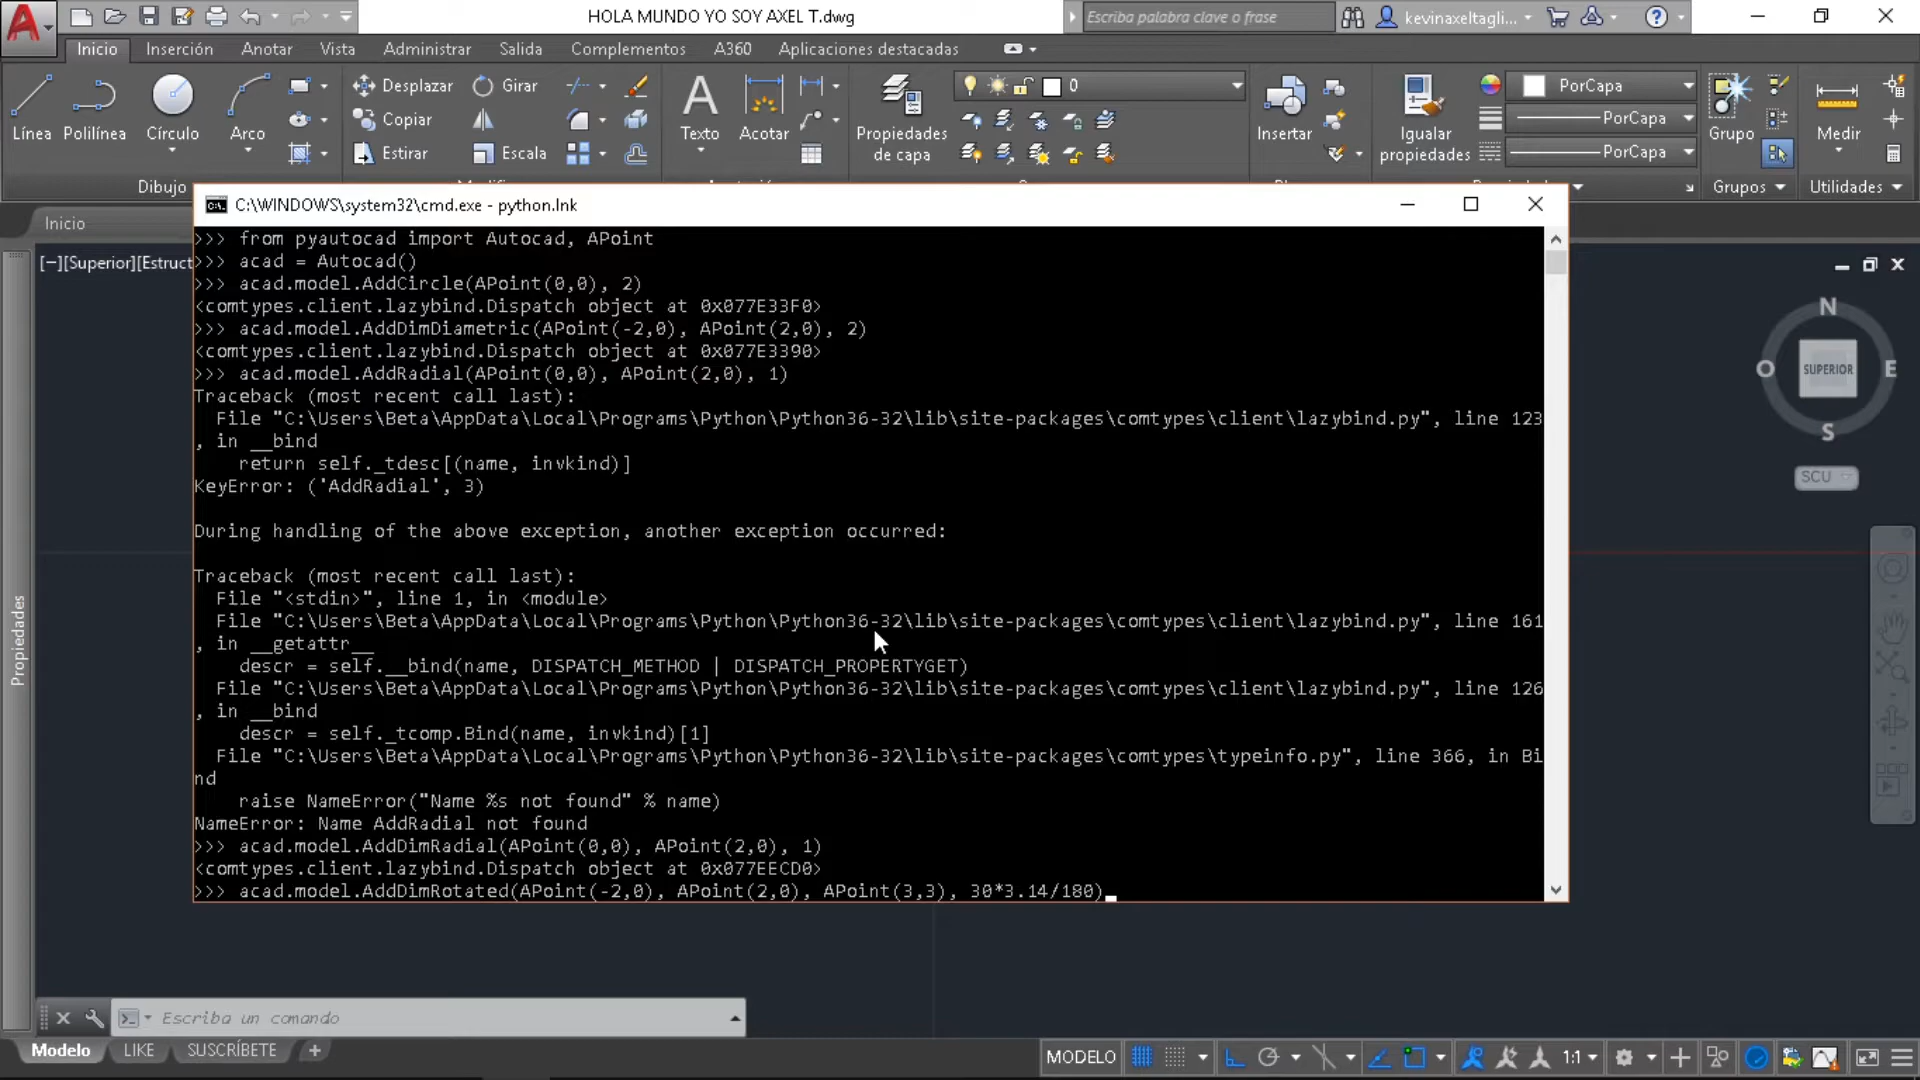 HOLA MUNDO YO SOY AXEL T.dwg
Escriba palabra clave o frase
kevinaxeltagli...
Inicio Inserción Anotar Vista Administrar Salida Complementos A360 Aplicaciones destacadas
Línea Polilínea Círculo Arco
Desplazar Girar
Copiar
Estirar Escala
Texto Acotar
Propiedades de capa
0
Insertar
Igualar propiedades
PorCapa
PorCapa
PorCapa
Grupo
Medir
Dibujo
Grupos
Utilidades
Inicio
[−][Superior][Estruct
C:\WINDOWS\system32\cmd.exe - python.lnk
>>> from pyautocad import Autocad, APoint
>>> acad = Autocad()
>>> acad.model.AddCircle(APoint(0,0), 2)
<comtypes.client.lazybind.Dispatch object at 0x077E33F0>
>>> acad.model.AddDimDiametric(APoint(-2,0), APoint(2,0), 2)
<comtypes.client.lazybind.Dispatch object at 0x077E3390>
>>> acad.model.AddRadial(APoint(0,0), APoint(2,0), 1)
Traceback (most recent call last):
  File "C:\Users\Beta\AppData\Local\Programs\Python\Python36-32\lib\site-packages\comtypes\client\lazybind.py", line 123
, in __bind
    return self._tdesc[(name, invkind)]
KeyError: ('AddRadial', 3)
During handling of the above exception, another exception occurred:
Traceback (most recent call last):
  File "<stdin>", line 1, in <module>
  File "C:\Users\Beta\AppData\Local\Programs\Python\Python36-32\lib\site-packages\comtypes\client\lazybind.py", line 161
, in __getattr__
    descr = self.__bind(name, DISPATCH_METHOD | DISPATCH_PROPERTYGET)
  File "C:\Users\Beta\AppData\Local\Programs\Python\Python36-32\lib\site-packages\comtypes\client\lazybind.py", line 126
, in __bind
    descr = self._tcomp.Bind(name, invkind)[1]
  File "C:\Users\Beta\AppData\Local\Programs\Python\Python36-32\lib\site-packages\comtypes\typeinfo.py", line 366, in Bi
nd
    raise NameError("Name %s not found" % name)
NameError: Name AddRadial not found
>>> acad.model.AddDimRadial(APoint(0,0), APoint(2,0), 1)
<comtypes.client.lazybind.Dispatch object at 0x077EECD0>
>>> acad.model.AddDimRotated(APoint(-2,0), APoint(2,0), APoint(3,3), 30*3.14/180)
N
O SUPERIOR E
S
SCU
Propiedades
Escriba un comando
Modelo LIKE SUSCRÍBETE +
MODELO
1:1